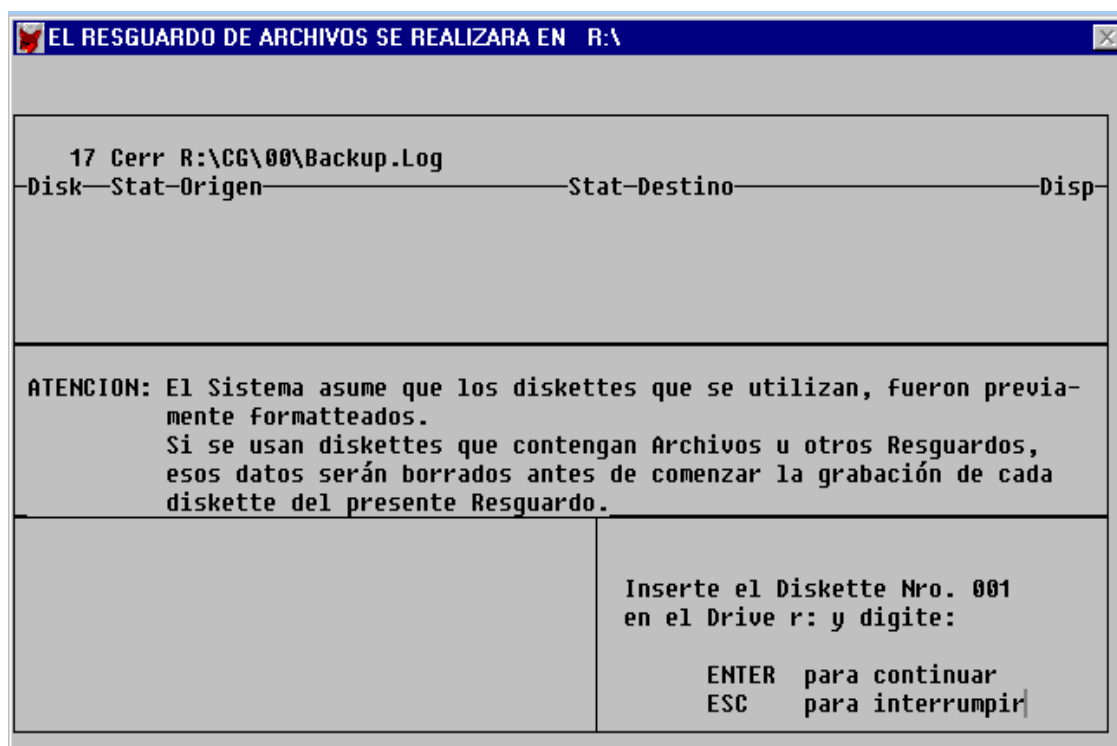 EL RESGUARDO DE ARCHIVOS SE REALIZARA EN R:\
17 Cerr R:\CG\00\Backup.Log
Disk Stat Origen Stat Destino Disp
ATENCION: El Sistema asume que los diskettes que se utilizan, fueron previa-
mente formatteados.
Si se usan diskettes que contengan Archivos u otros Resguardos,
esos datos serán borrados antes de comenzar la grabación de cada
diskette del presente Resguardo.
Inserte el Diskette Nro. 001
en el Drive r: y digite:
ENTER para continuar
ESC para interrumpir